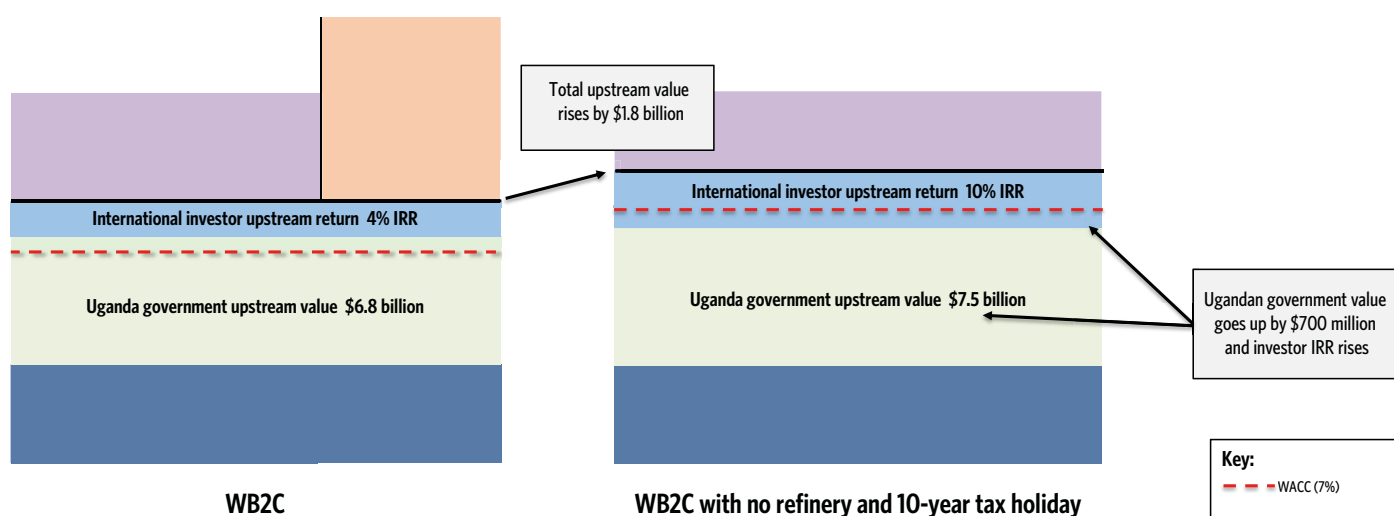 Total upstream value
rises by $1.8 billion
International investor upstream return 4% IRR
International investor upstream return 10% IRR
Uganda government upstream value $6.8 billion
Uganda government upstream value $7.5 billion
Ugandan government value
goes up by $700 million
and investor IRR rises
Key:
WACC (7%)
WB2C
WB2C with no refinery and 10-year tax holiday